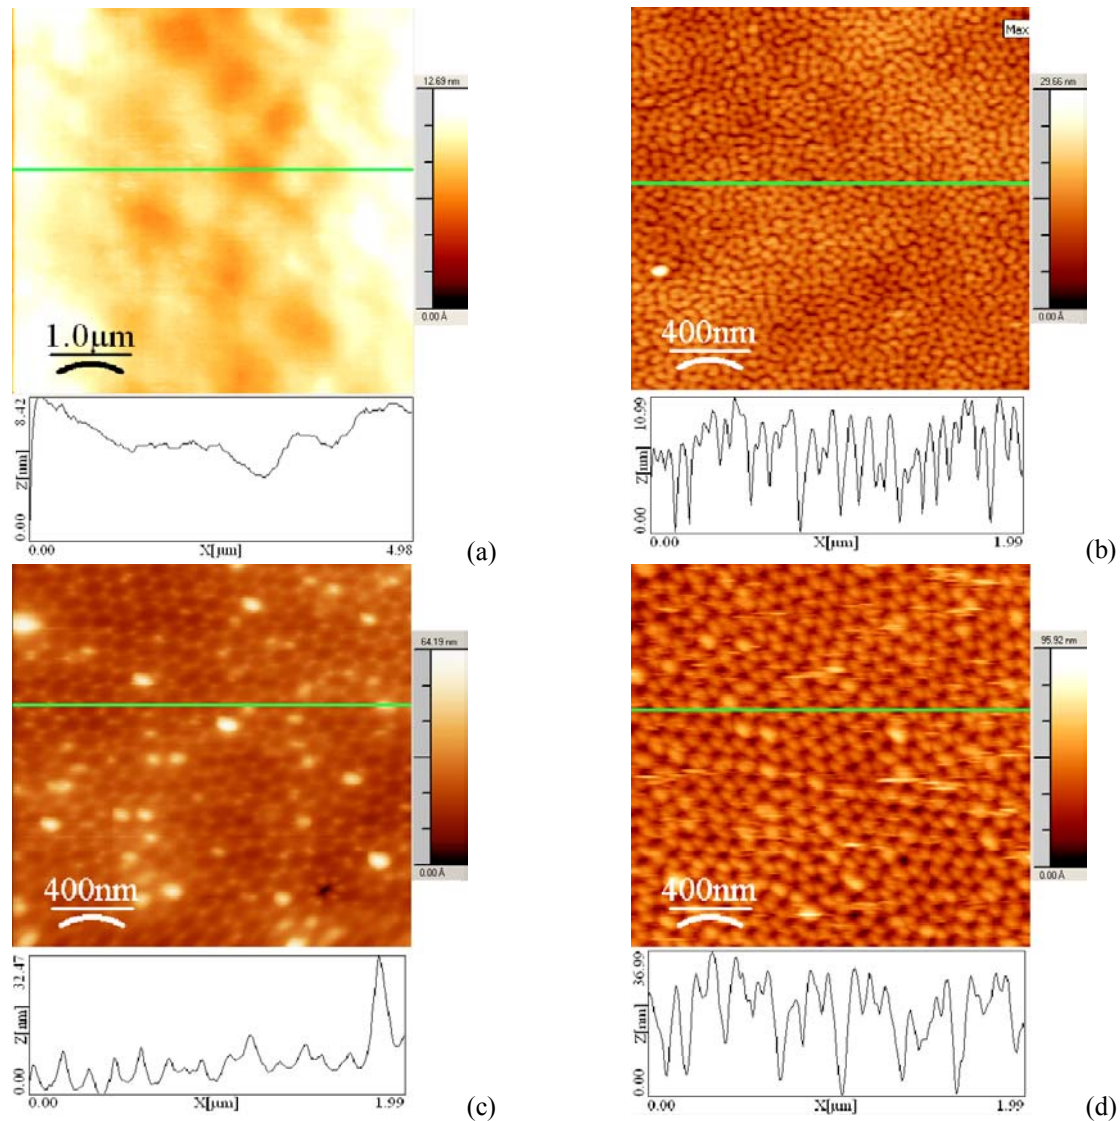 12.69 nm
0.00 Å
1.0μm
8.42
Z[nm]
0.00
0.00
X[μm]
4.98
(a)
Max
29.66 nm
0.00 Å
400nm
10.99
Z[nm]
0.00
0.00
X[μm]
1.99
(b)
64.19 nm
0.00 Å
400nm
32.47
Z[nm]
0.00
0.00
X[μm]
1.99
(c)
95.92 nm
0.00 Å
400nm
36.99
Z[nm]
0.00
0.00
X[μm]
1.99
(d)